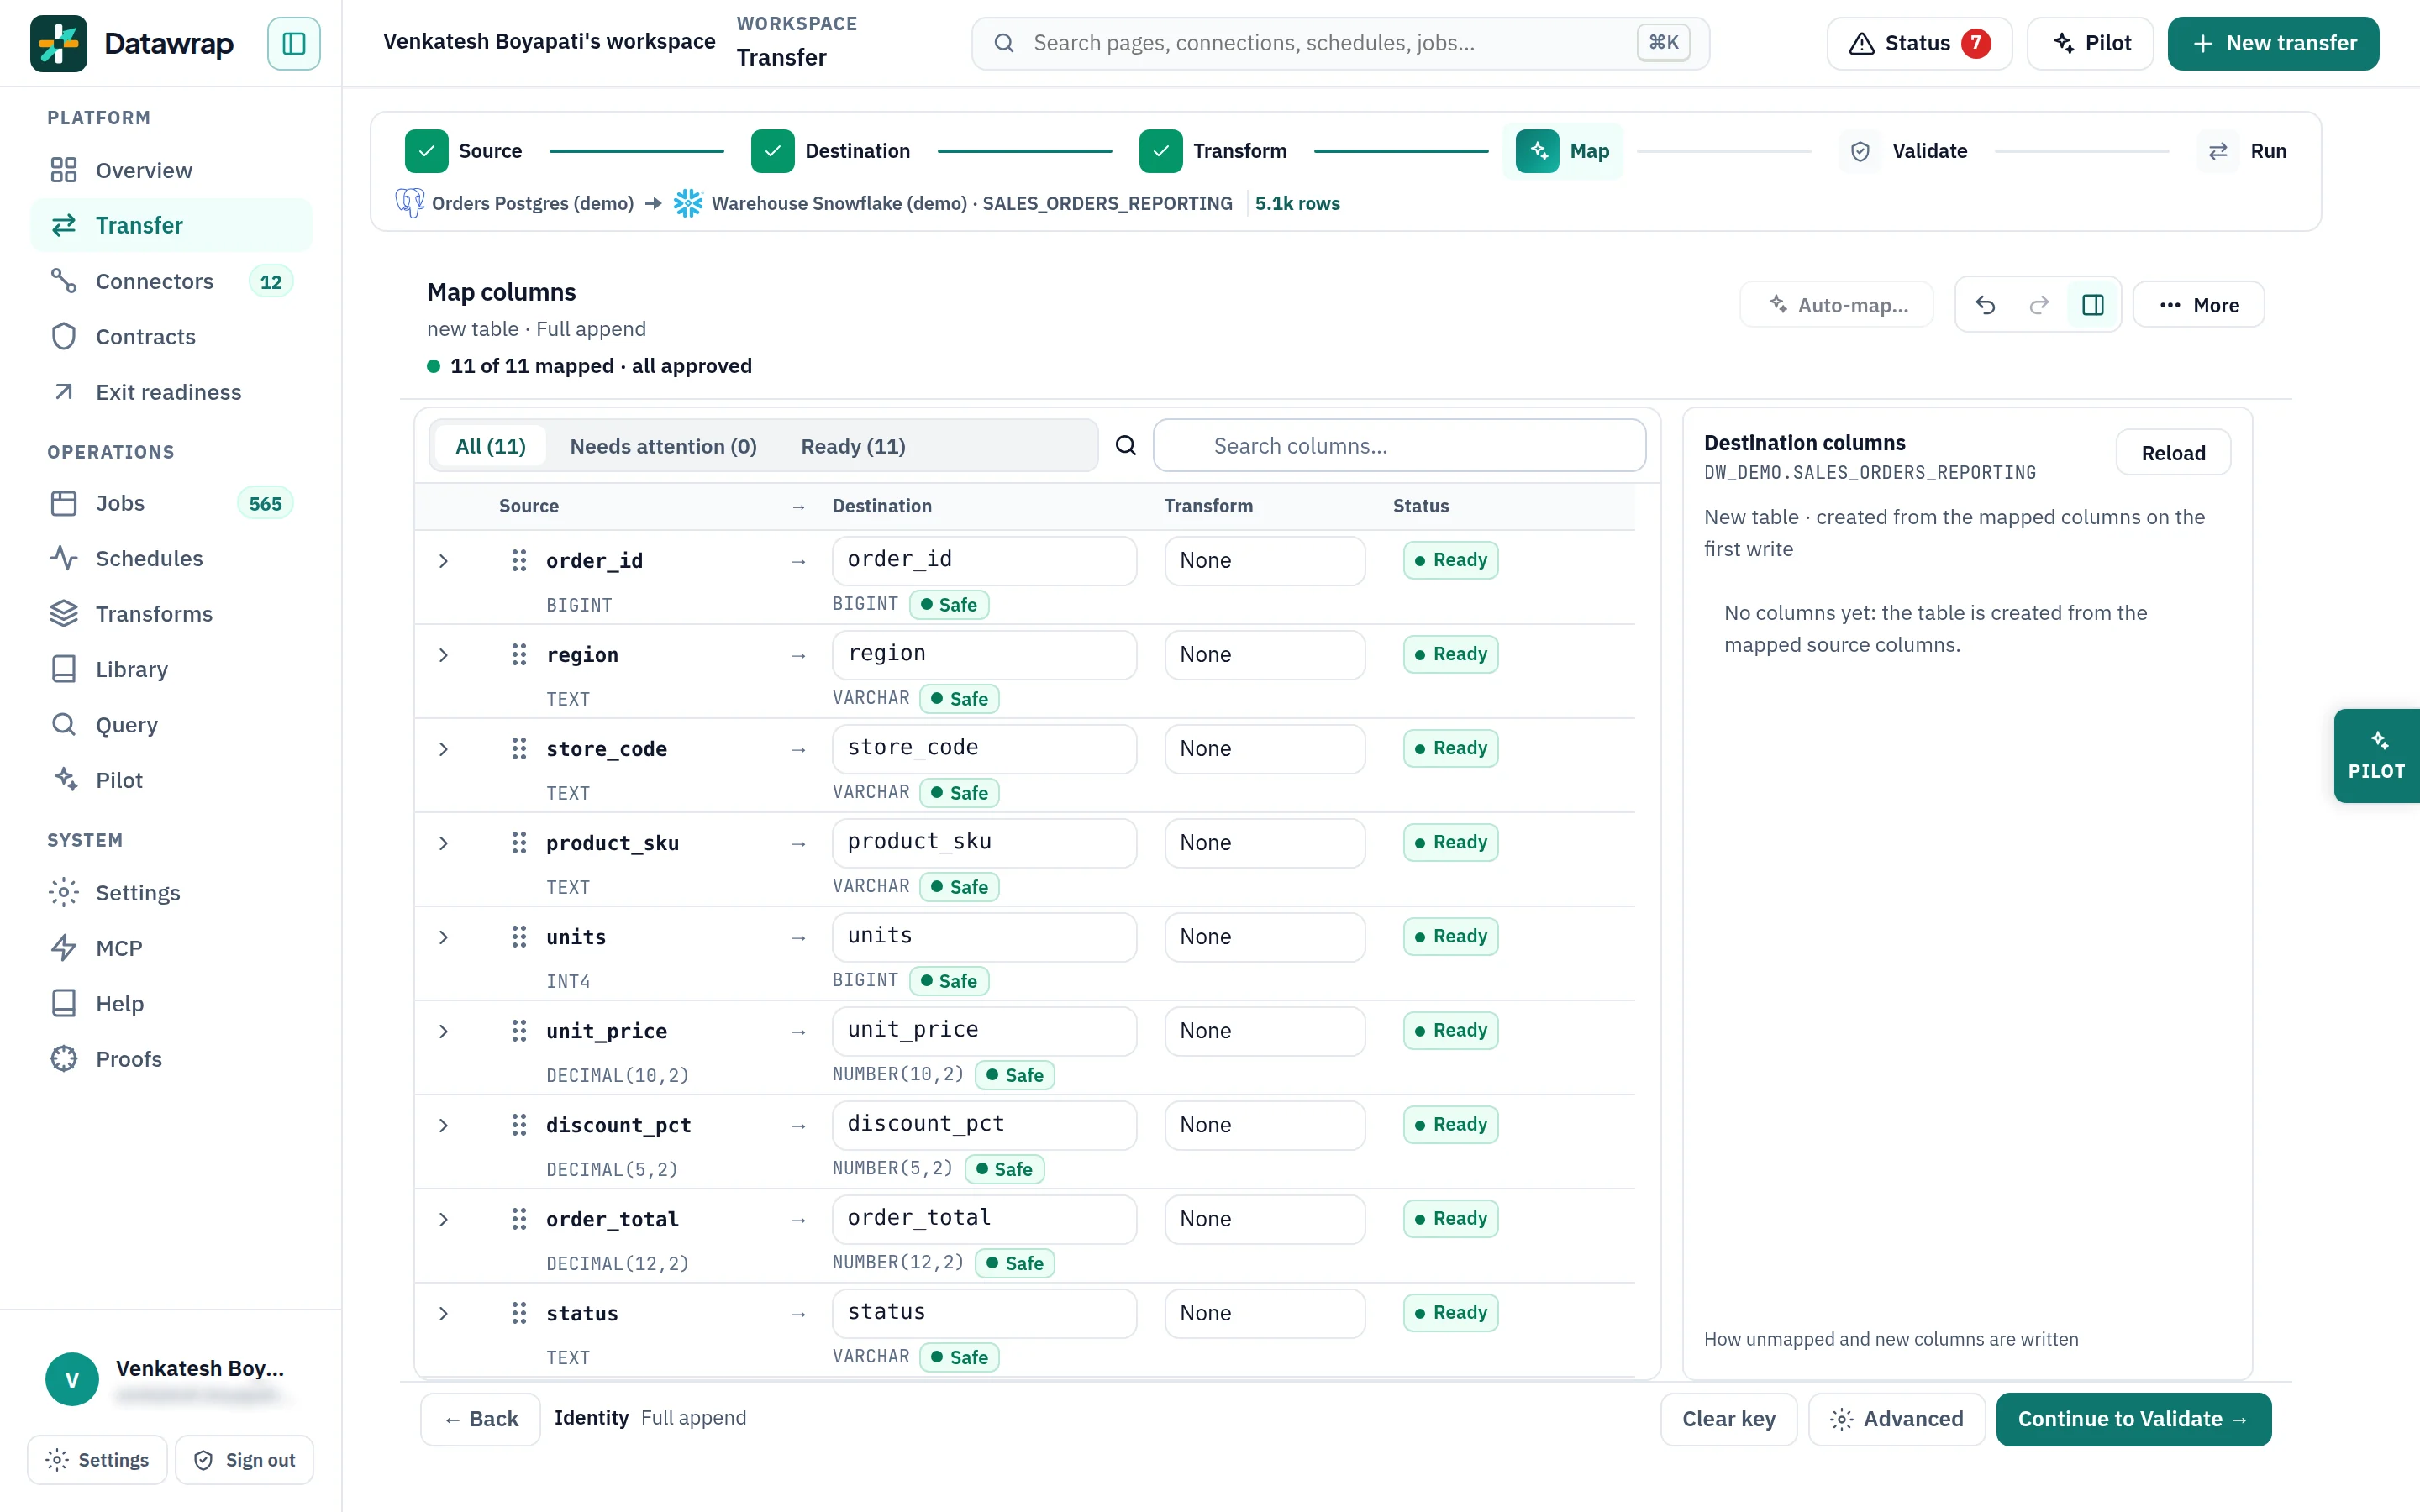 Datawrap
Venkatesh Boyapati's workspace
WORKSPACE
Transfer
Search pages, connections, schedules, jobs...
⌘K
Status 7
Pilot
+ New transfer
PLATFORM
Overview
Transfer
Connectors 12
Contracts
Exit readiness
OPERATIONS
Jobs 565
Schedules
Transforms
Library
Query
Pilot
SYSTEM
Settings
MCP
Help
Proofs
V
Venkatesh Boy...
Settings
Sign out
Source
Destination
Transform
Map
Validate
Run
Orders Postgres (demo) → Warehouse Snowflake (demo) · SALES_ORDERS_REPORTING 5.1k rows
Map columns
new table · Full append
11 of 11 mapped · all approved
Auto-map...
••• More
All (11) Needs attention (0) Ready (11)
Search columns...
Source → Destination Transform Status
order_id → order_id None Ready
BIGINT BIGINT Safe
region → region None Ready
TEXT VARCHAR Safe
store_code → store_code None Ready
TEXT VARCHAR Safe
product_sku → product_sku None Ready
TEXT VARCHAR Safe
units → units None Ready
INT4 BIGINT Safe
unit_price → unit_price None Ready
DECIMAL(10,2) NUMBER(10,2) Safe
discount_pct → discount_pct None Ready
DECIMAL(5,2) NUMBER(5,2) Safe
order_total → order_total None Ready
DECIMAL(12,2) NUMBER(12,2) Safe
status → status None Ready
TEXT VARCHAR Safe
Destination columns
DW_DEMO.SALES_ORDERS_REPORTING
Reload
New table · created from the mapped columns on the
first write
No columns yet: the table is created from the
mapped source columns.
How unmapped and new columns are written
PILOT
← Back
Identity Full append
Clear key
Advanced
Continue to Validate →